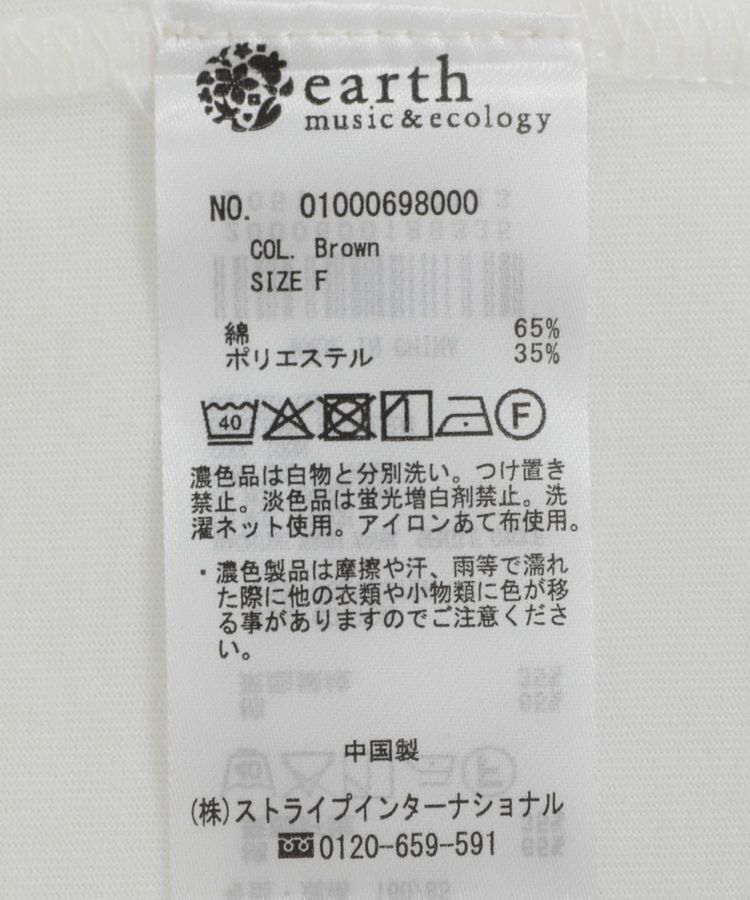 earth
music&ecology
NO. 01000698000
COL. Brown
SIZE F
綿 65%
ポリエステル 35%
40 F
濃色品は白物と分別洗い。つけ置き
禁止。淡色品は蛍光増白剤禁止。洗
濯ネット使用。アイロンあて布使用。
・濃色製品は摩擦や汗、雨等で濡れ
た際に他の衣類や小物類に色が移
る事がありますのでご注意くださ
い。
中国製
(株)ストライプインターナショナル
0120-659-591